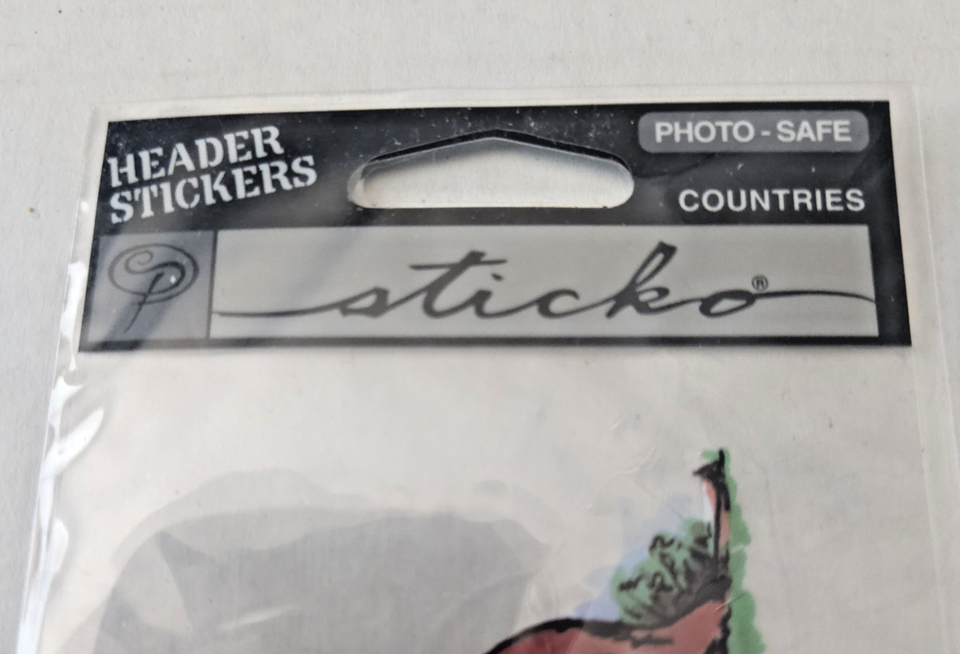 HEADER
STICKERS
PHOTO - SAFE
COUNTRIES
sticko®